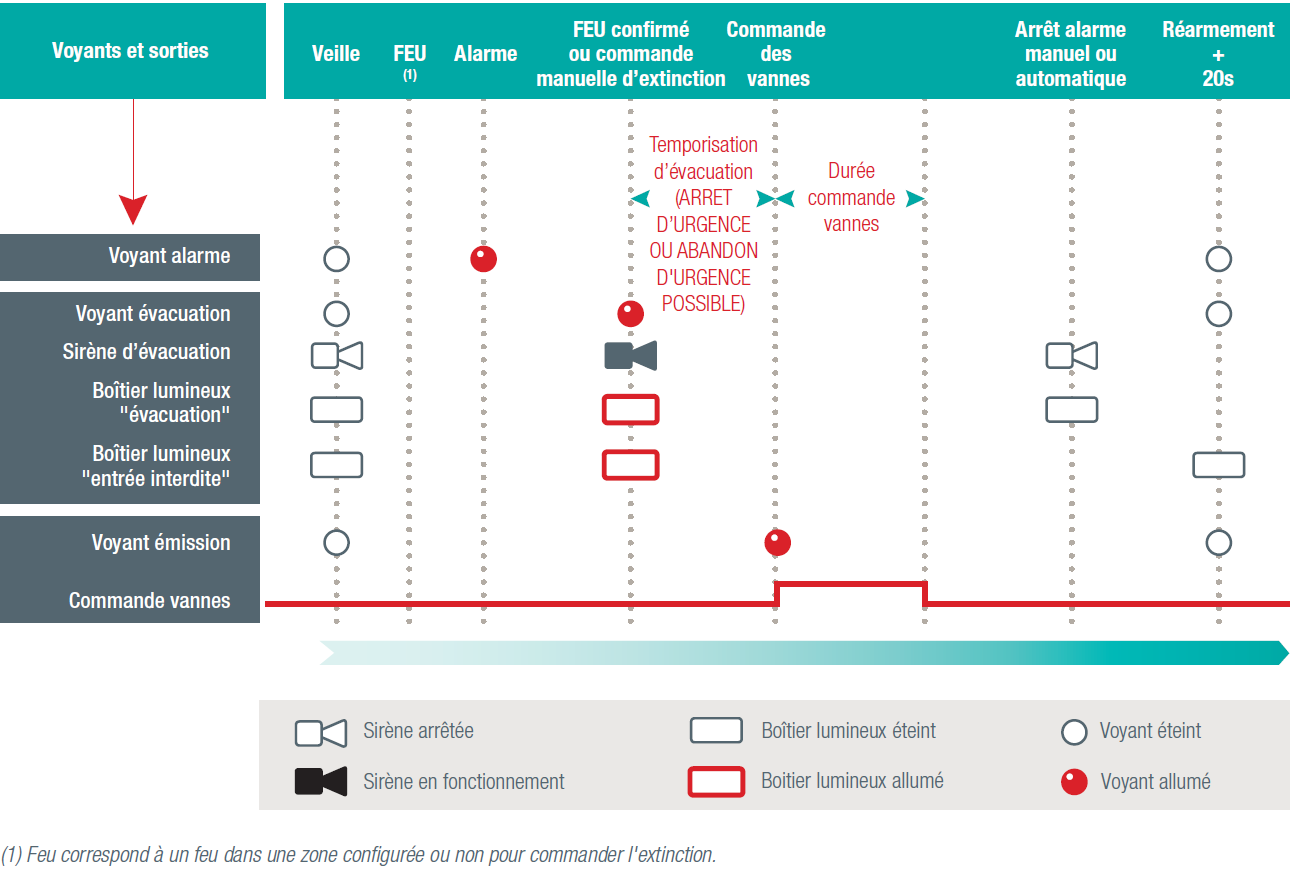 Voyants et sorties
Veille
FEU
(1)
Alarme
FEU confirmé
ou commande
manuelle d'extinction
Commande
des
vannes
Arrêt alarme
manuel ou
automatique
Réarmement
+
20s
Temporisation
d'évacuation
(ARRET
D'URGENCE
OU ABANDON
D'URGENCE
POSSIBLE)
Durée
commande
vannes
Voyant alarme
Voyant évacuation
Sirène d'évacuation
Boîtier lumineux
"évacuation"
Boîtier lumineux
"entrée interdite"
Voyant émission
Commande vannes
Sirène arrêtée
Boîtier lumineux éteint
Voyant éteint
Sirène en fonctionnement
Boitier lumineux allumé
Voyant allumé
(1) Feu correspond à un feu dans une zone configurée ou non pour commander l'extinction.